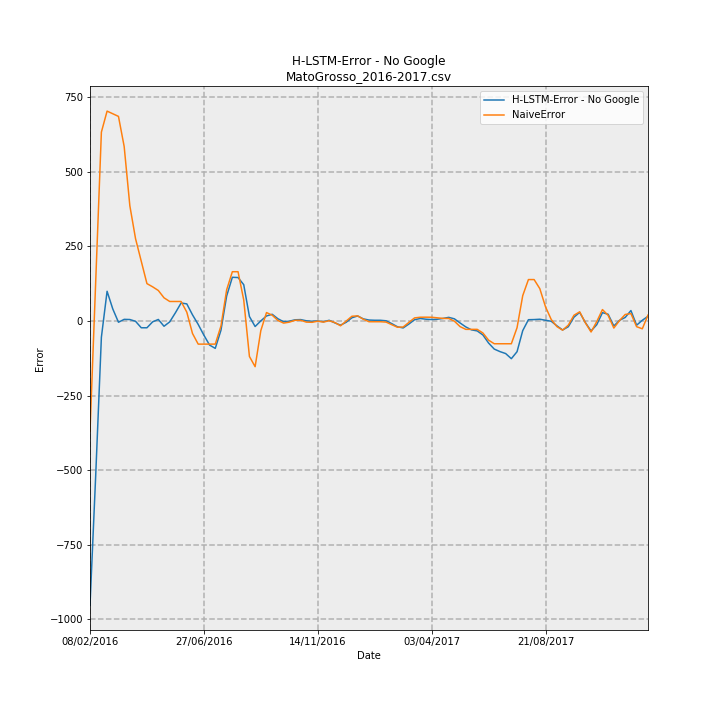 H-LSTM-Error - No Google
MatoGrosso_2016-2017.csv
H-LSTM-Error - No Google
NaiveError
750
500
250
0
−250
−500
−750
−1000
Error
08/02/2016
27/06/2016
14/11/2016
03/04/2017
21/08/2017
Date